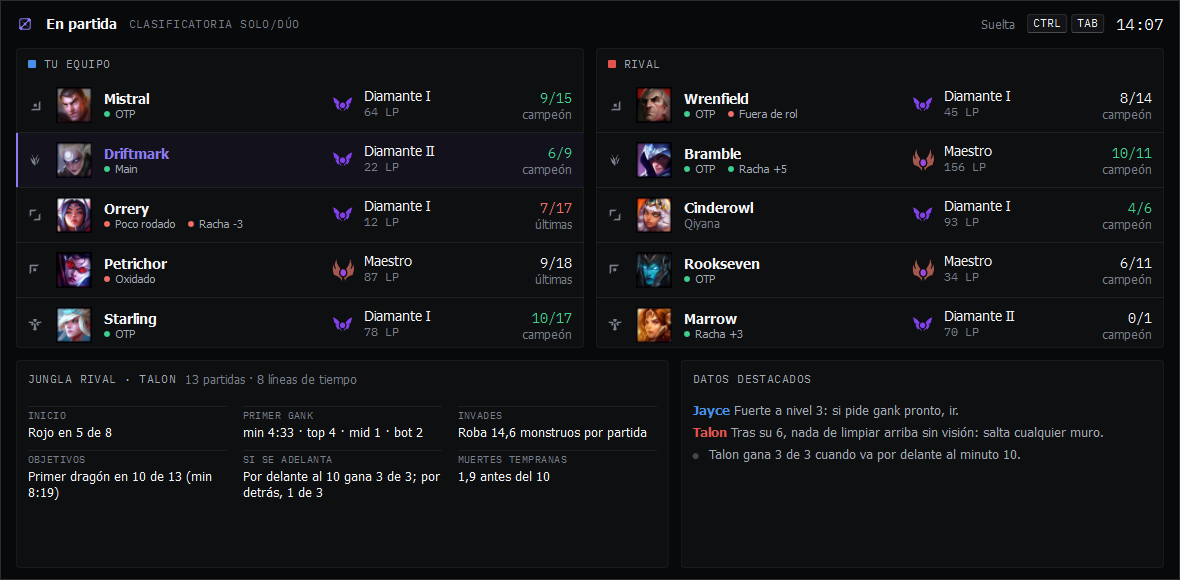 En partida CLASIFICATORIA SOLO/DÚO
Suelta CTRL TAB 14:07
TU EQUIPO
Mistral Diamante I 9/15
OTP 64 LP campeón
Driftmark Diamante II 6/9
Main 22 LP campeón
Orrery Diamante I 7/17
Poco rodado Racha -3 12 LP últimas
Petrichor Maestro 9/18
Oxidado 87 LP últimas
Starling Diamante I 10/17
OTP 78 LP campeón
RIVAL
Wrenfield Diamante I 8/14
OTP Fuera de rol 45 LP campeón
Bramble Maestro 10/11
OTP Racha +5 156 LP campeón
Cinderowl Diamante I 4/6
Qiyana 93 LP campeón
Rookseven Maestro 6/11
OTP 34 LP campeón
Marrow Diamante II 0/1
Racha +3 70 LP campeón
JUNGLA RIVAL · TALON 13 partidas · 8 líneas de tiempo
INICIO
Rojo en 5 de 8
PRIMER GANK
min 4:33 · top 4 · mid 1 · bot 2
INVADES
Roba 14,6 monstruos por partida
OBJETIVOS
Primer dragón en 10 de 13 (min
8:19)
SI SE ADELANTA
Por delante al 10 gana 3 de 3; por
detrás, 1 de 3
MUERTES TEMPRANAS
1,9 antes del 10
DATOS DESTACADOS
Jayce Fuerte a nivel 3: si pide gank pronto, ir.
Talon Tras su 6, nada de limpiar arriba sin visión: salta cualquier muro.
Talon gana 3 de 3 cuando va por delante al minuto 10.